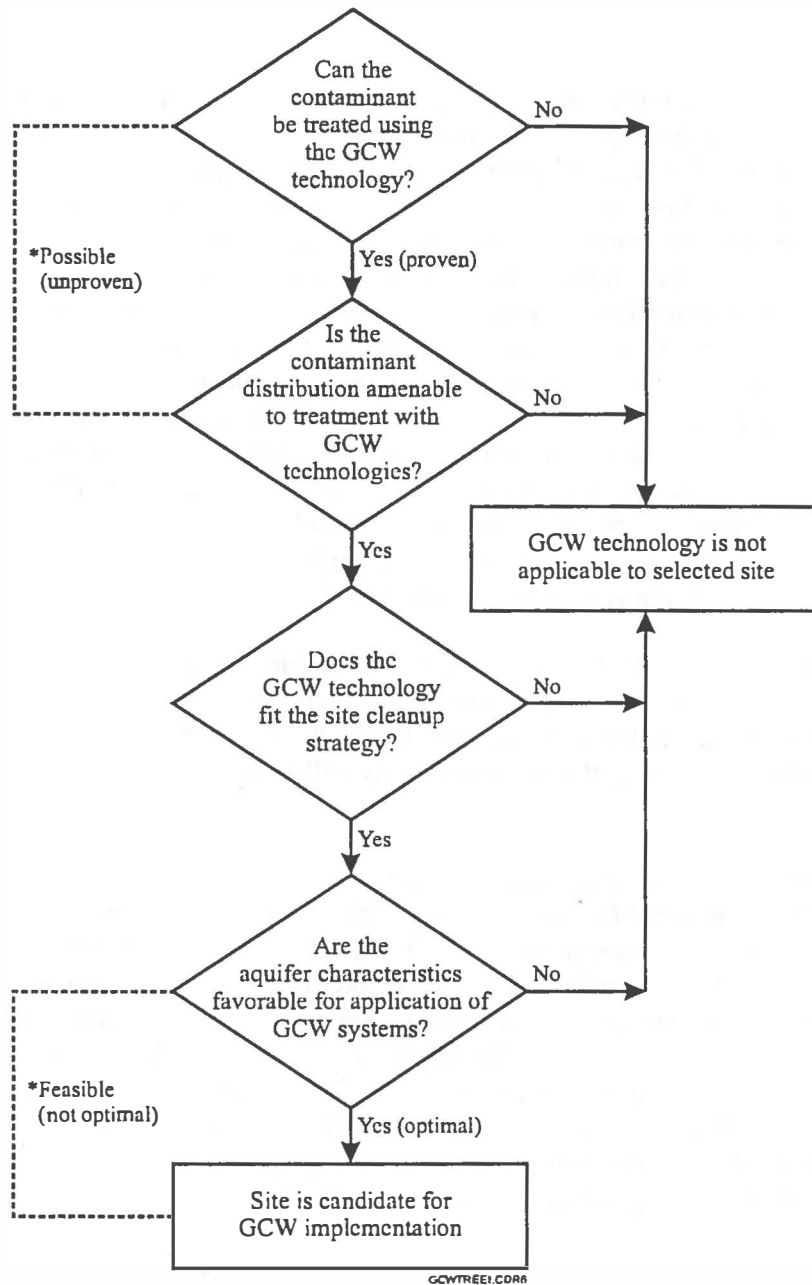 Can the
contaminant
be treated using
the GCW
technology?
No
*Possible
(unproven)
Yes (proven)
Is the
contaminant
distribution amenable
to treatment with
GCW
technologies?
No
Yes
GCW technology is not
applicable to selected site
Does the
GCW technology
fit the site cleanup
strategy?
No
Yes
Are the
aquifer characteristics
favorable for application of
GCW systems?
No
*Feasible
(not optimal)
Yes (optimal)
Site is candidate for
GCW implementation
GCWTREE1.CDR6